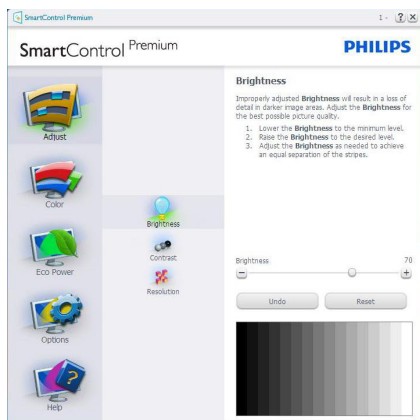 SmartControl Premium
1 - ? X
SmartControl Premium
PHILIPS
Adjust
Color
Eco Power
Options
Help
Brightness
Contrast
Resolution
Brightness
Improperly adjusted Brightness will result in a loss of
detail in darker image areas. Adjust the Brightness for
the best possible picture quality.
1. Lower the Brightness to the minimum level.
2. Raise the Brightness to the desired level.
3. Adjust the Brightness as needed to achieve
an equal separation of the stripes.
Brightness 70
− +
Undo Reset